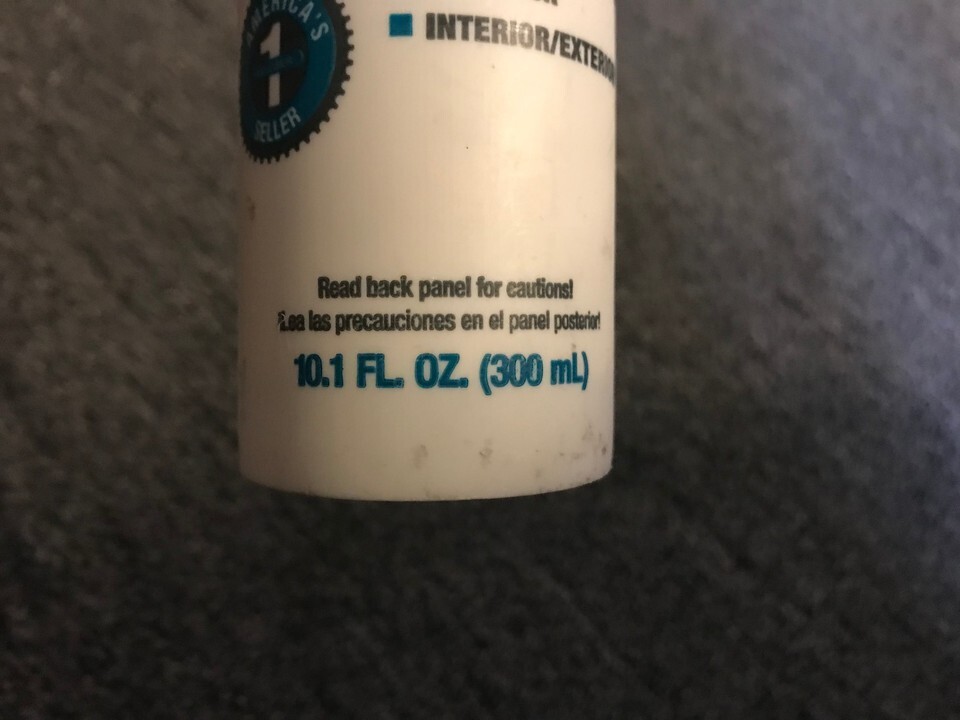 AMERICA'S
1
SELLER
INTERIOR/EXTERIOR
Read back panel for cautions!
¡Lea las precauciones en el panel posterior!
10.1 FL. OZ. (300 mL)